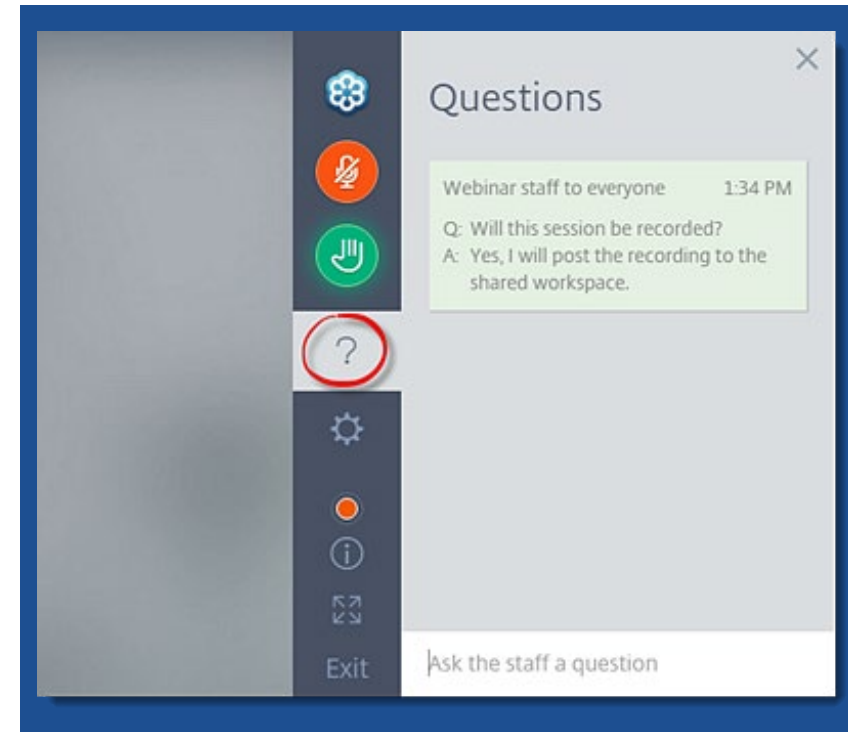 Questions
Webinar staff to everyone 1:34 PM
Q: Will this session be recorded?
A: Yes, I will post the recording to the
shared workspace.
?
Exit
Ask the staff a question